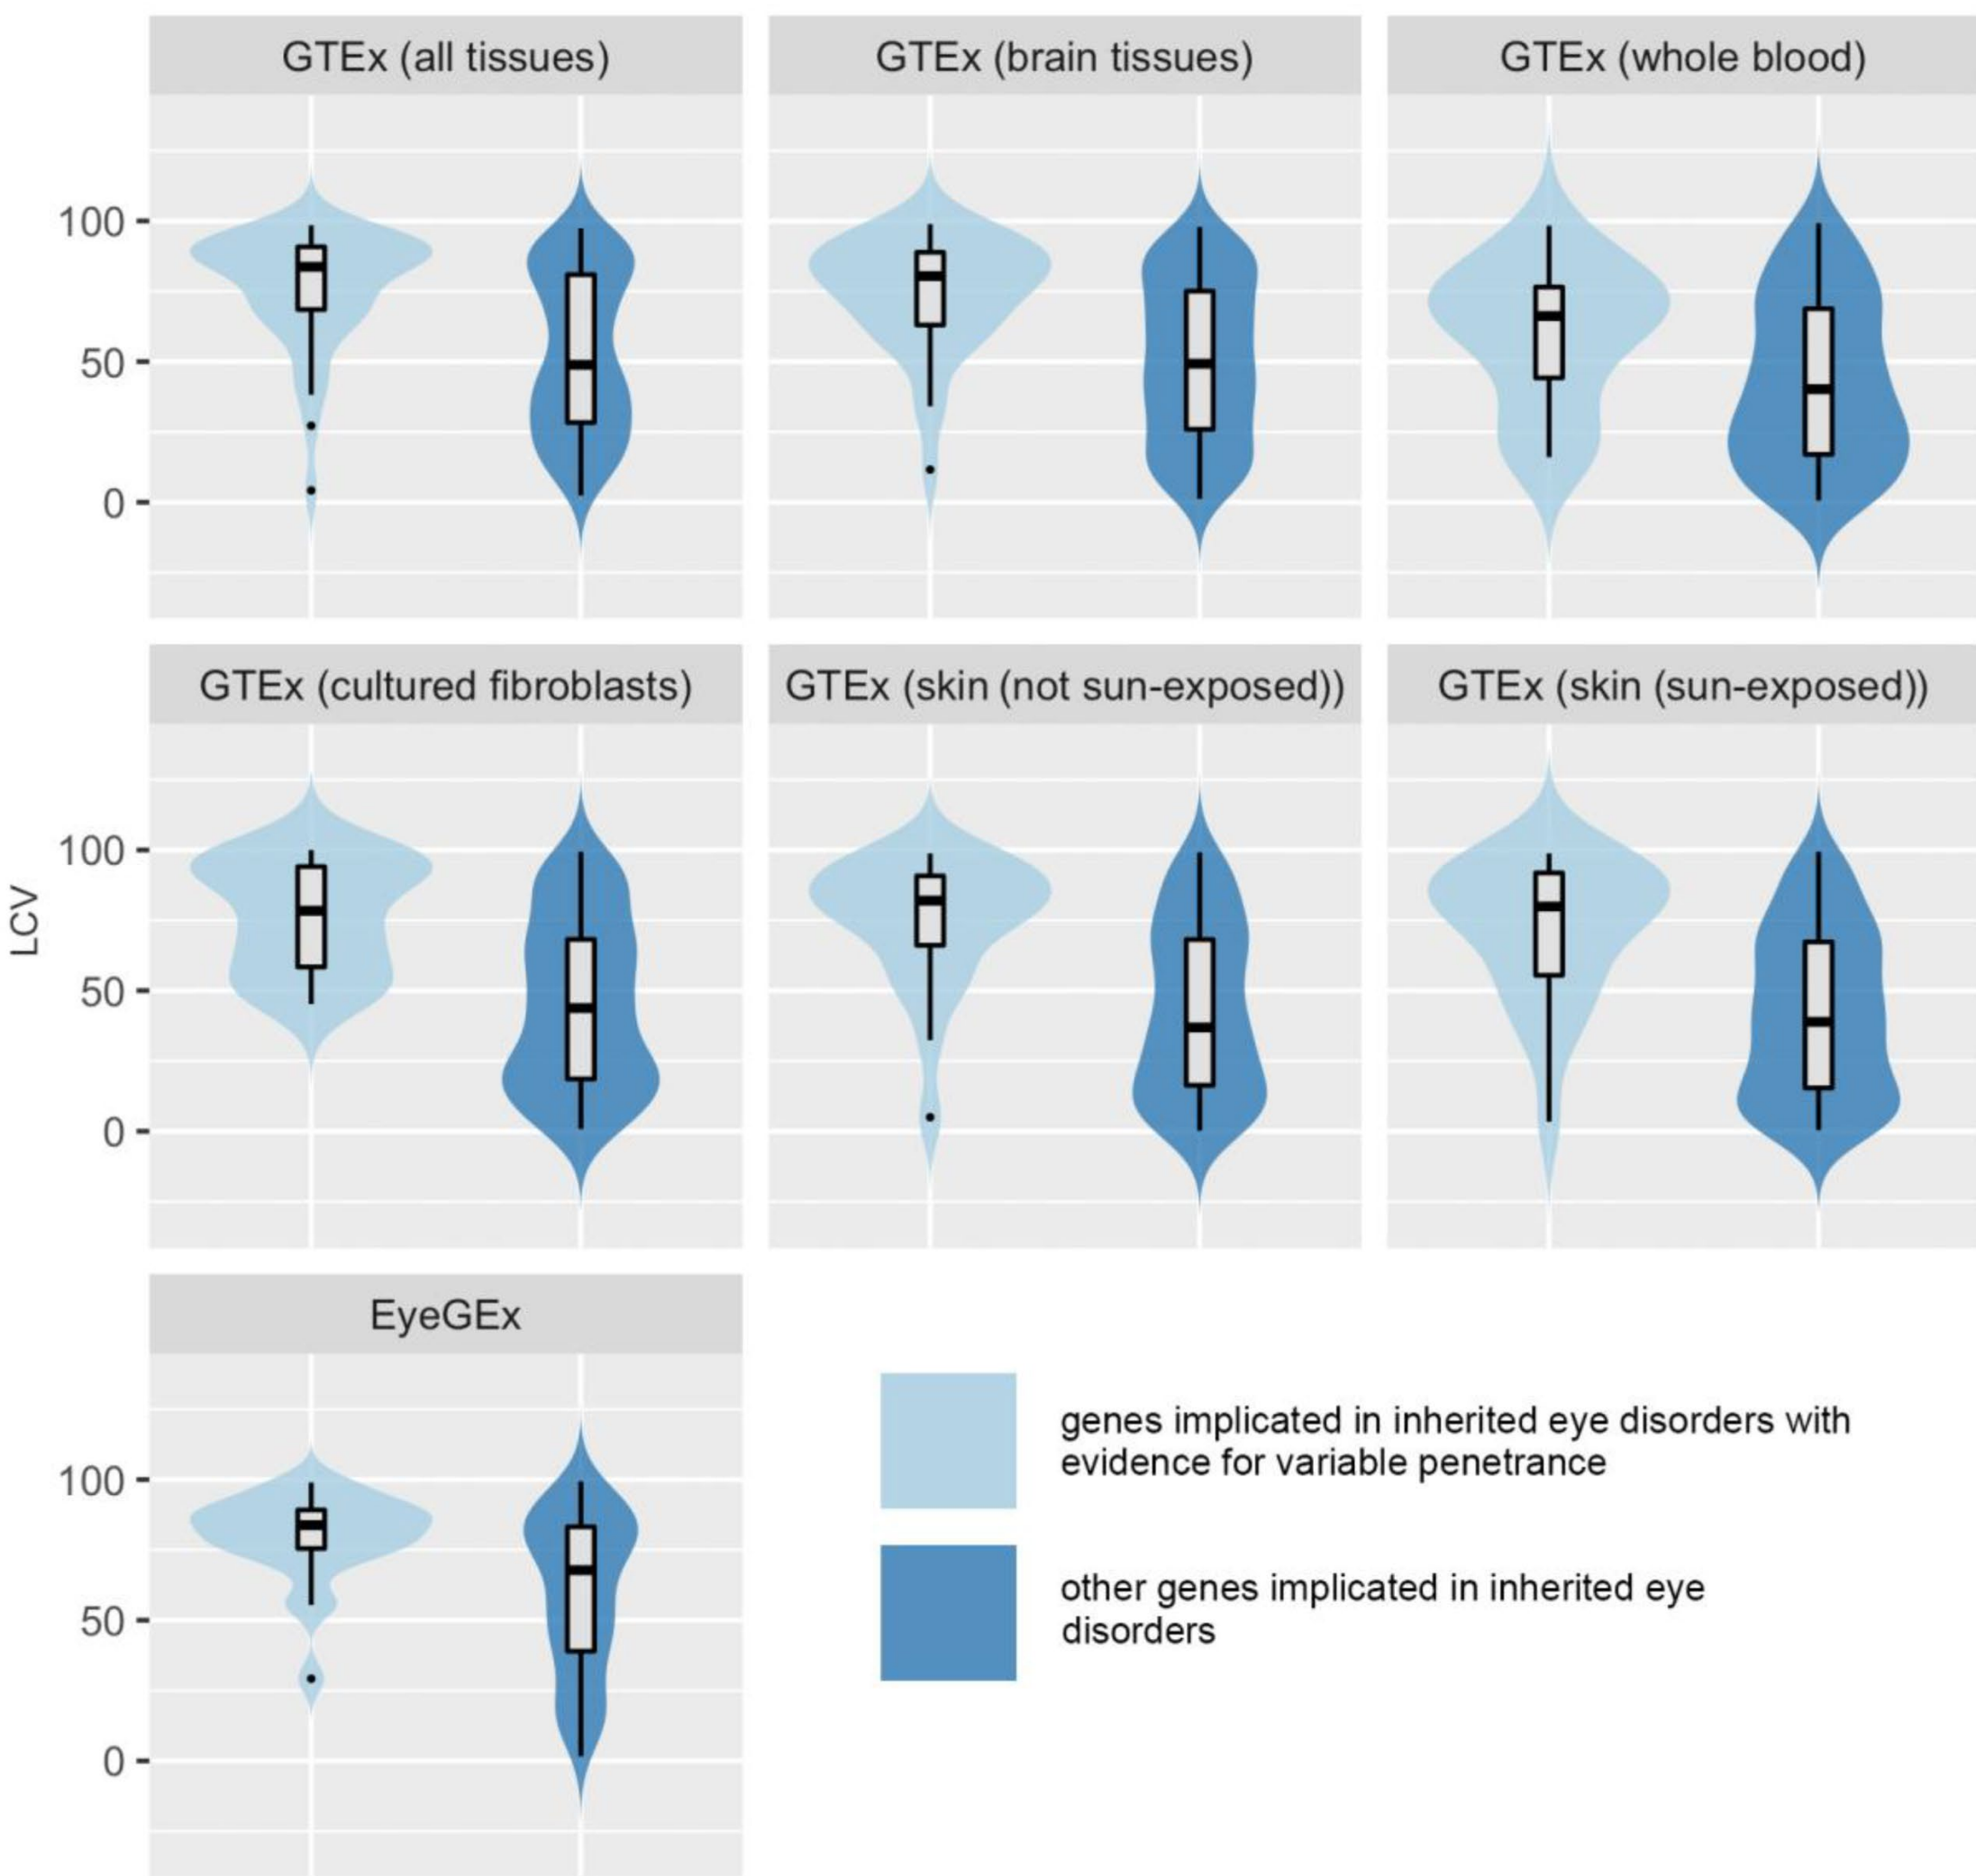 GTEx (all tissues)
GTEx (brain tissues)
GTEx (whole blood)
100
50
0
GTEx (cultured fibroblasts)
GTEx (skin (not sun-exposed))
GTEx (skin (sun-exposed))
LCV
100
50
0
EyeGEx
100
50
0
genes implicated in inherited eye disorders with
evidence for variable penetrance
other genes implicated in inherited eye
disorders